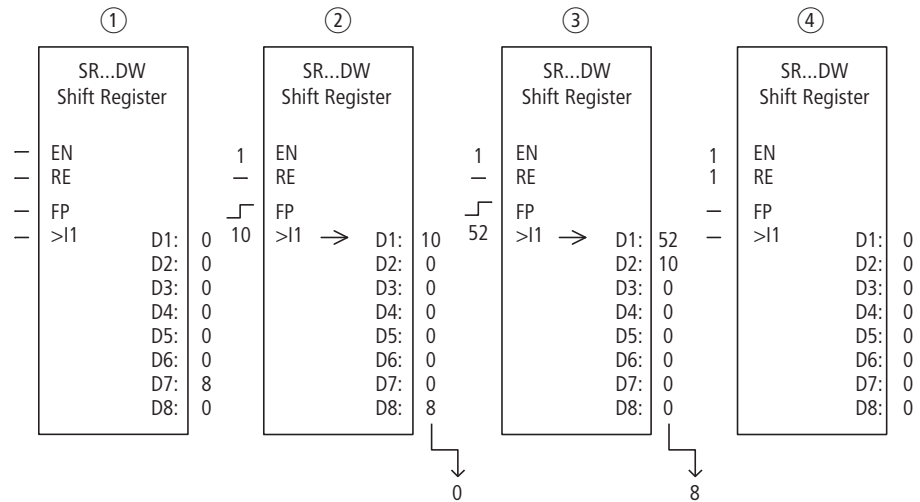 ① ② ③ ④
SR...DW SR...DW SR...DW SR...DW
Shift Register Shift Register Shift Register Shift Register
– EN 1 EN 1 EN 1 EN
– RE – RE – RE 1 RE
– FP FP FP – FP
– >I1 10 >I1 52 >I1 – >I1
D1: 0 D1: 10 D1: 52 D1: 0
D2: 0 D2: 0 D2: 10 D2: 0
D3: 0 D3: 0 D3: 0 D3: 0
D4: 0 D4: 0 D4: 0 D4: 0
D5: 0 D5: 0 D5: 0 D5: 0
D6: 0 D6: 0 D6: 0 D6: 0
D7: 8 D7: 0 D7: 0 D7: 0
D8: 0 D8: 8 D8: 0 D8: 0
0 8